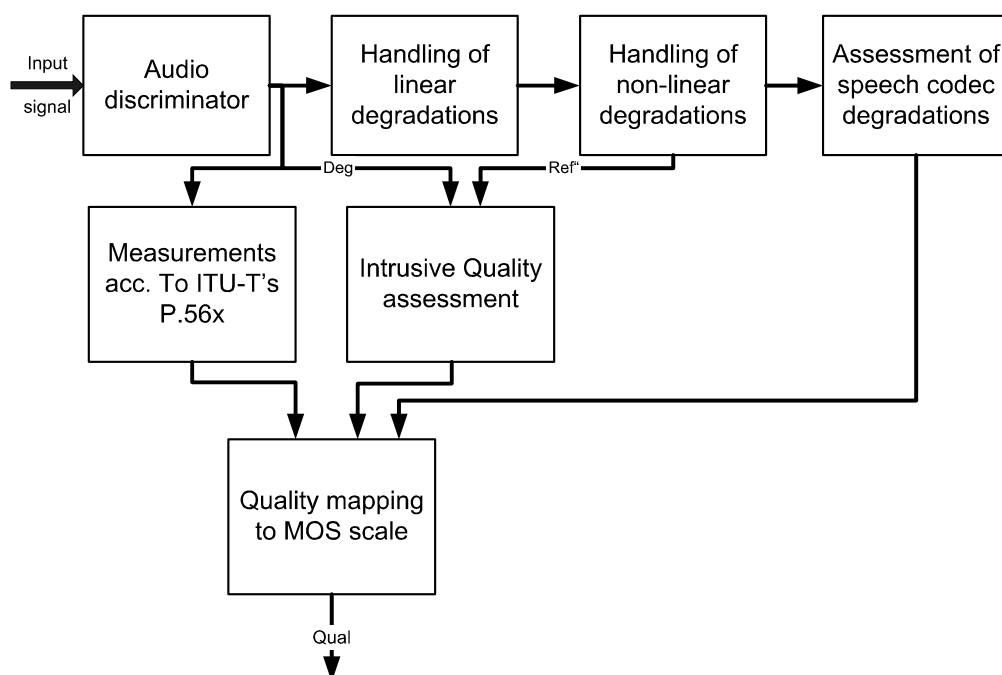 Input
signal
Audio
discriminator
Handling of
linear
degradations
Handling of
non-linear
degradations
Assessment of
speech codec
degradations
Deg
Ref“
Measurements
acc. To ITU-T’s
P.56x
Intrusive Quality
assessment
Quality mapping
to MOS scale
Qual